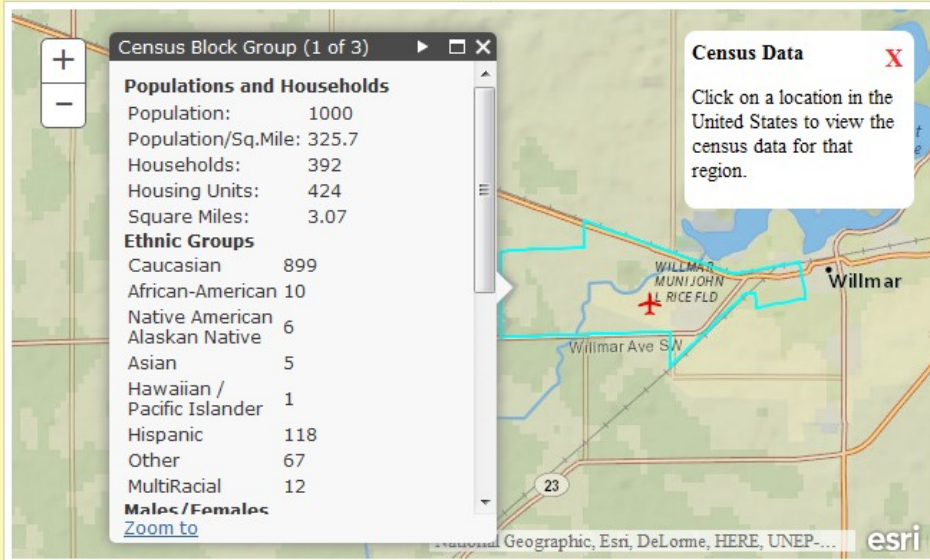 +
−
Census Block Group (1 of 3)
Populations and Households
Population: 1000
Population/Sq.Mile: 325.7
Households: 392
Housing Units: 424
Square Miles: 3.07
Ethnic Groups
Caucasian 899
African-American 10
Native American
Alaskan Native 6
Asian 5
Hawaiian /
Pacific Islander 1
Hispanic 118
Other 67
MultiRacial 12
Males/Females
Zoom to
Census Data X
Click on a location in the
United States to view the
census data for that
region.
WILLMAR
MUNI JOHN
L RICE FLD
Willmar
Willmar Ave SW
23
National Geographic, Esri, DeLorme, HERE, UNEP-...
esri